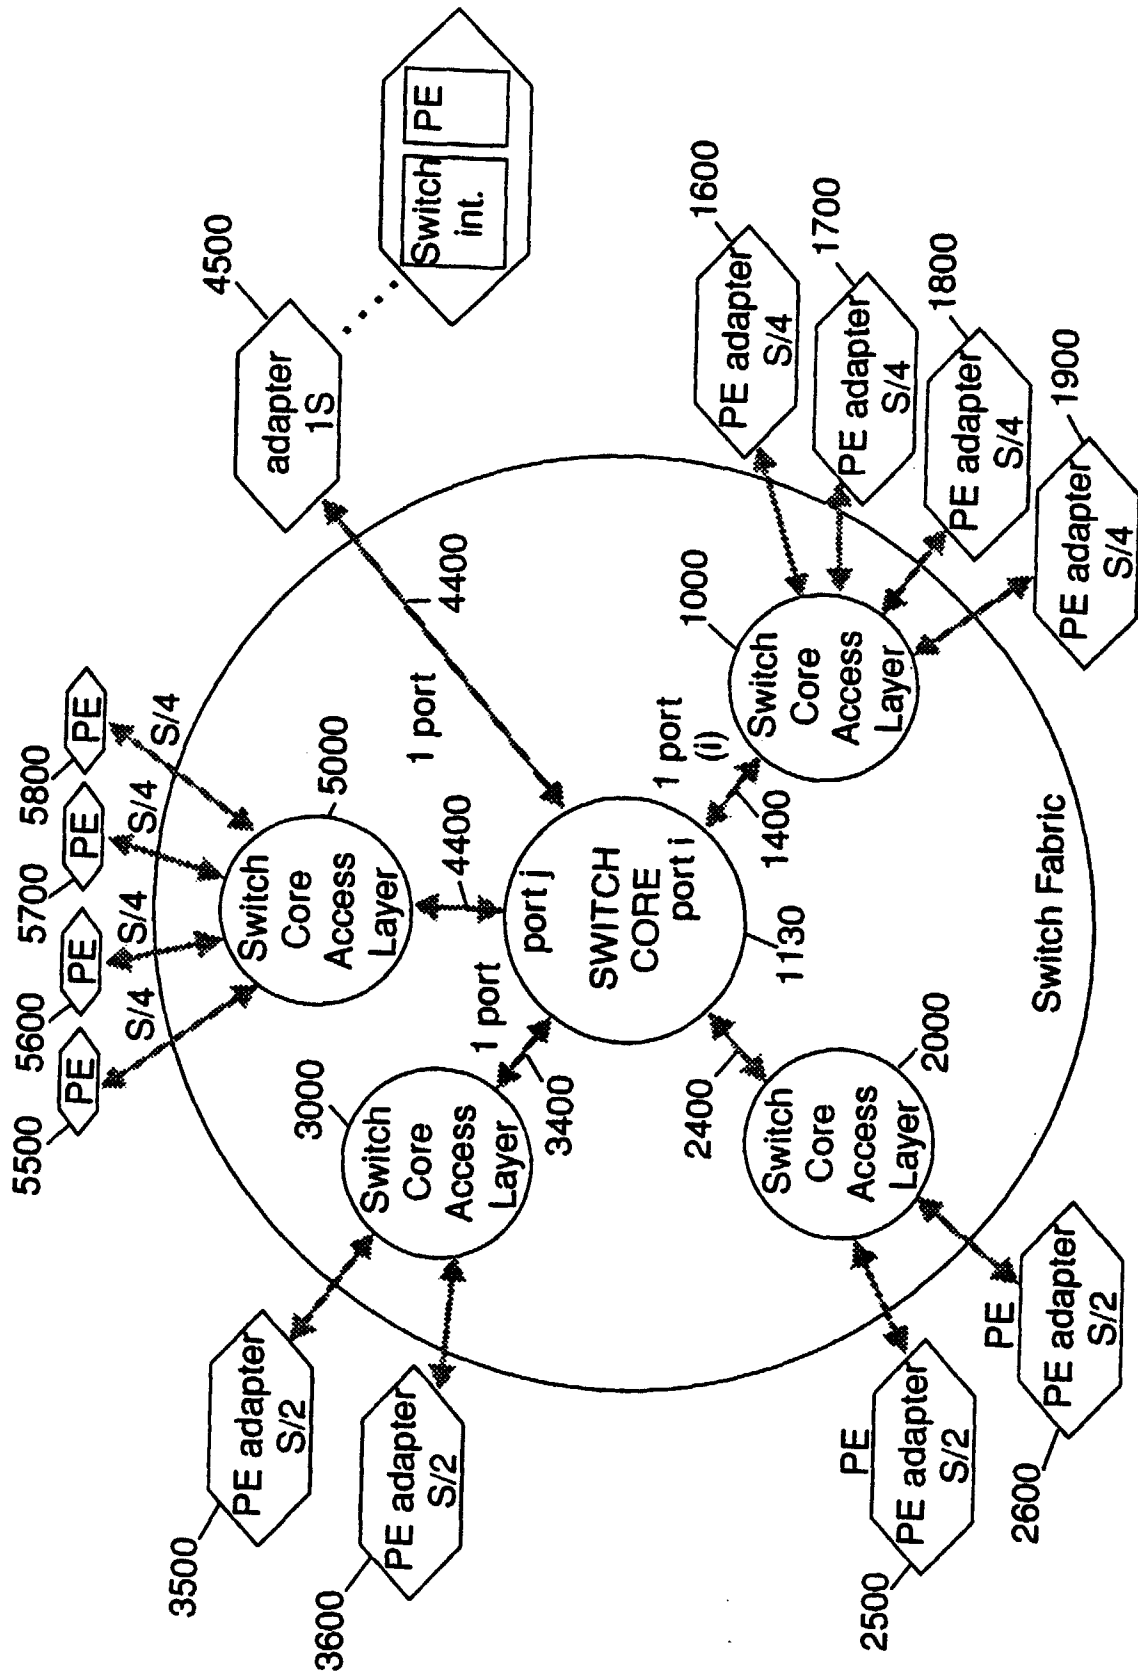 5500
PE
S/4
5600
PE
S/4
5700
PE
S/4
5800
PE
S/4
3500
PE adapter
S/2
3600
PE adapter
S/2
3000
Switch
Core
Access
Layer
3400
1 port
Switch
Core
Access
Layer
5000
4400
1 port
4400
4500
adapter
1S
Switch
int.
PE
port j
SWITCH
CORE
port i
1130
1400
1 port
(i)
1000
Switch
Core
Access
Layer
1600
PE adapter
S/4
1700
PE adapter
S/4
1800
PE adapter
S/4
1900
PE adapter
S/4
2400
Switch
Core
Access
Layer
2000
2500
PE
PE adapter
S/2
2600
PE
PE adapter
S/2
Switch Fabric